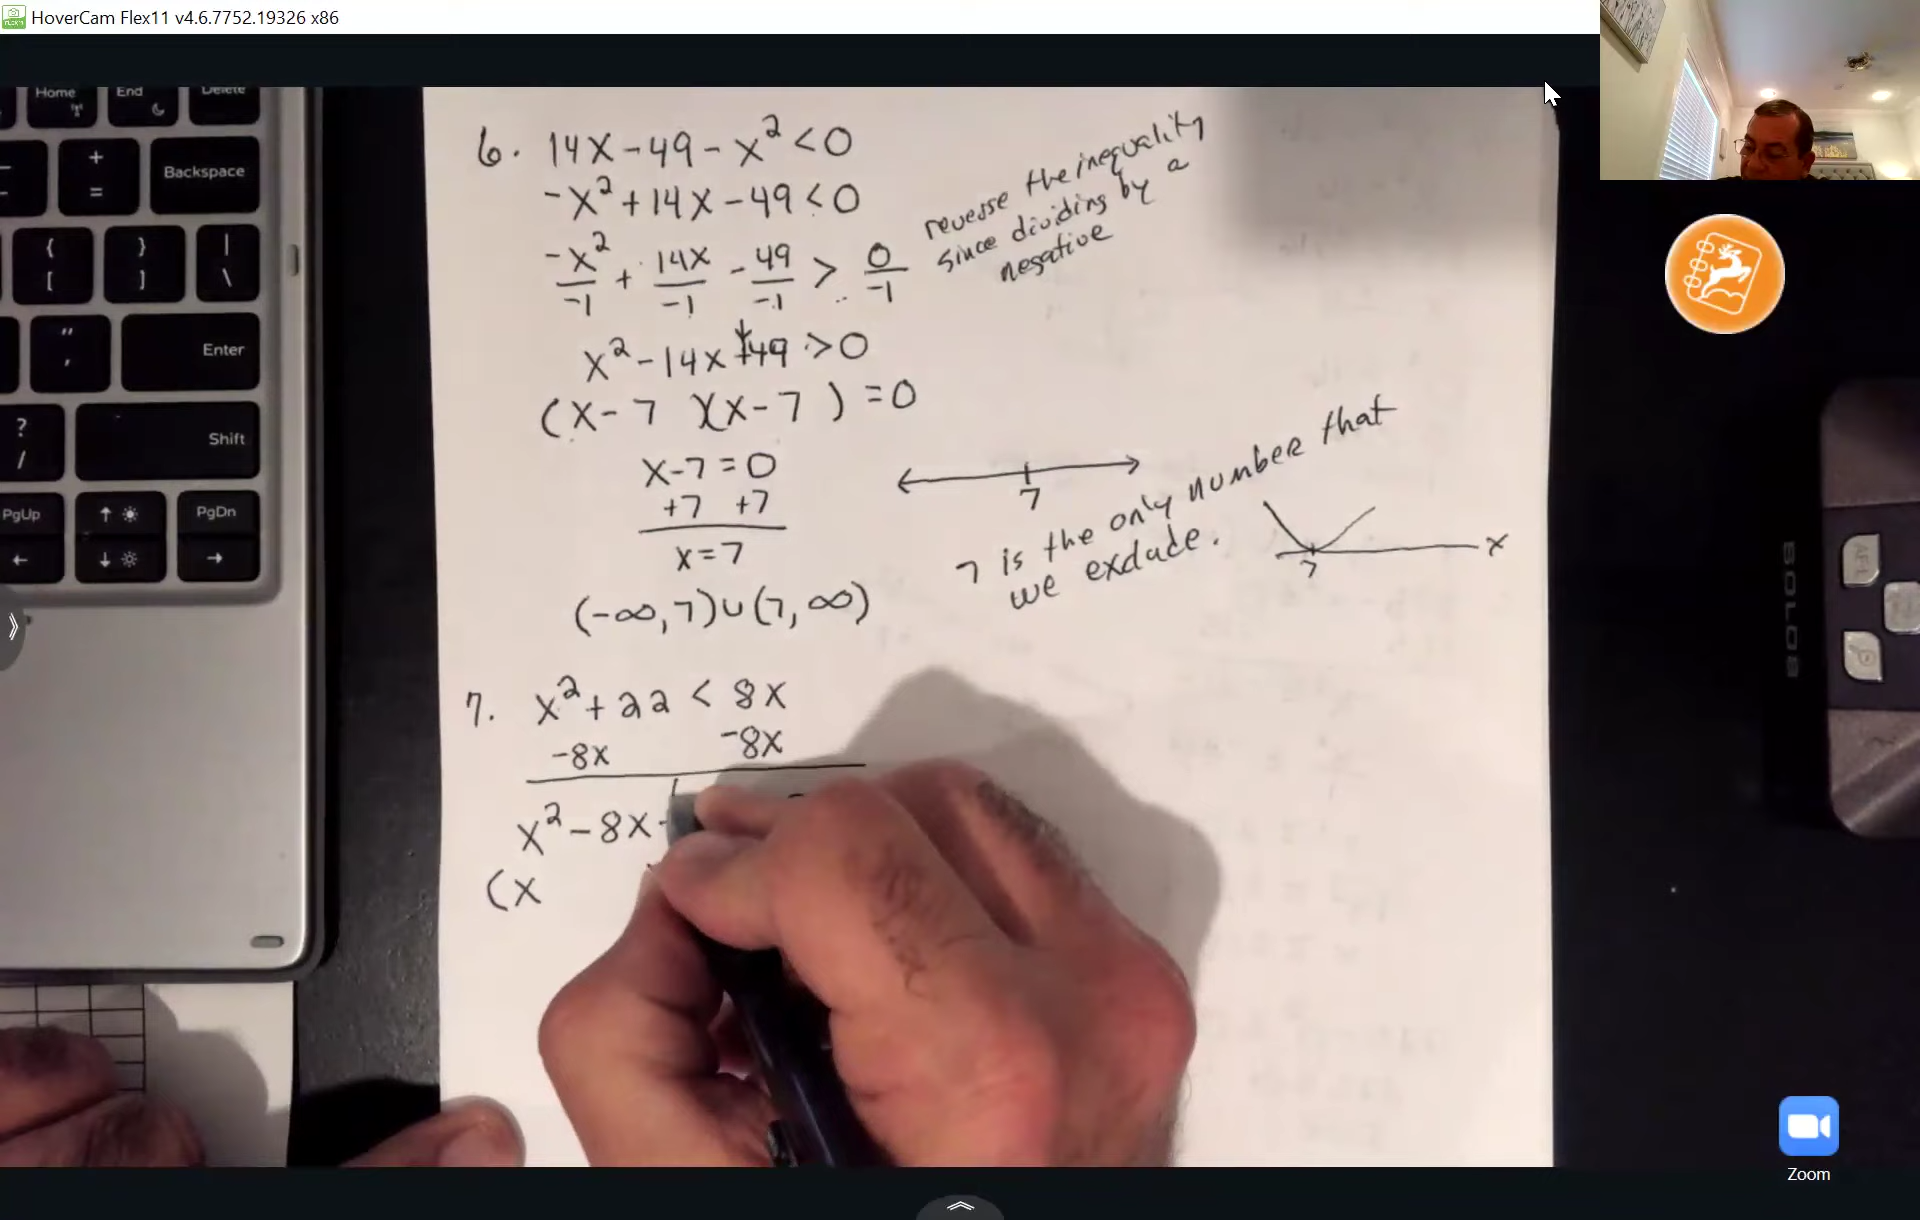 HoverCam Flex11 v4.6.7752.19326 x86
Home
End
Delete
+
=
Backspace
{
[
}
]
|
\
"
,
Enter
?
/
Shift
PgUp
PgDn
6. 14x-49-x²<0
-x²+14x-49<0
-x²/-1 + 14x/-1 - 49/-1 > 0/-1
reverse the inequality
since dividing by a
negative
x²-14x+49>0
(x-7)(x-7)=0
x-7=0
+7 +7
x=7
(-∞,7)∪(7,∞)
7
7 is the only number that
we exclude.
7
x
7. x²+22 < 8x
-8x -8x
x²-8x
(x
SOLOS
Zoom